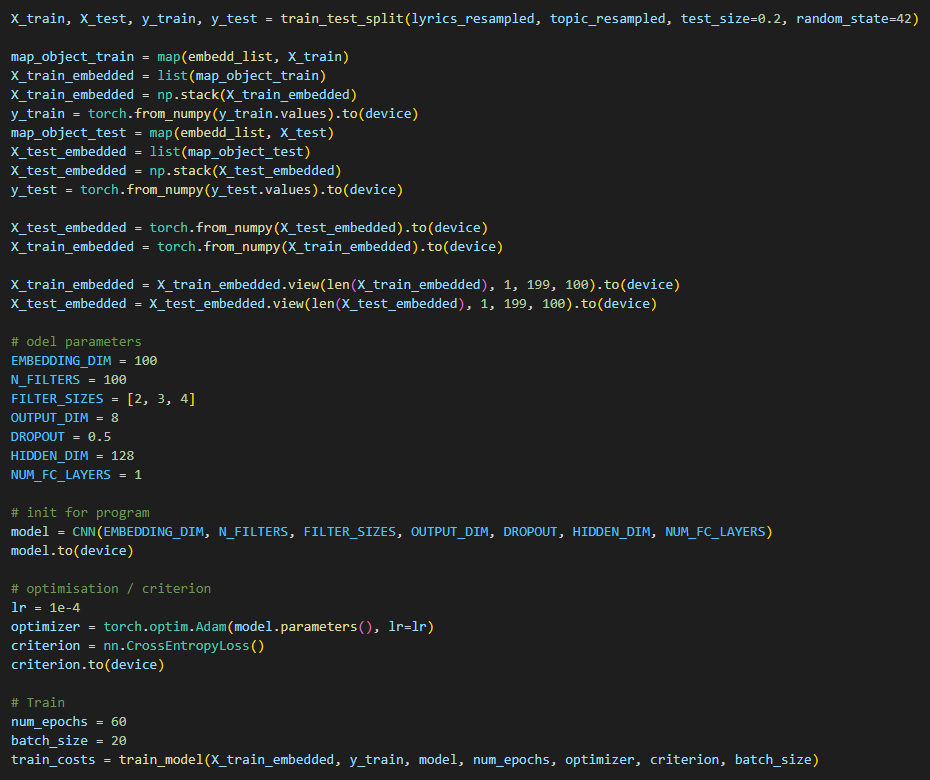 X_train, X_test, y_train, y_test = train_test_split(lyrics_resampled, topic_resampled, test_size=0.2, random_state=42)
map_object_train = map(embedd_list, X_train)
X_train_embedded = list(map_object_train)
X_train_embedded = np.stack(X_train_embedded)
y_train = torch.from_numpy(y_train.values).to(device)
map_object_test = map(embedd_list, X_test)
X_test_embedded = list(map_object_test)
X_test_embedded = np.stack(X_test_embedded)
y_test = torch.from_numpy(y_test.values).to(device)
X_test_embedded = torch.from_numpy(X_test_embedded).to(device)
X_train_embedded = torch.from_numpy(X_train_embedded).to(device)
X_train_embedded = X_train_embedded.view(len(X_train_embedded), 1, 199, 100).to(device)
X_test_embedded = X_test_embedded.view(len(X_test_embedded), 1, 199, 100).to(device)
# odel parameters
EMBEDDING_DIM = 100
N_FILTERS = 100
FILTER_SIZES = [2, 3, 4]
OUTPUT_DIM = 8
DROPOUT = 0.5
HIDDEN_DIM = 128
NUM_FC_LAYERS = 1
# init for program
model = CNN(EMBEDDING_DIM, N_FILTERS, FILTER_SIZES, OUTPUT_DIM, DROPOUT, HIDDEN_DIM, NUM_FC_LAYERS)
model.to(device)
# optimisation / criterion
lr = 1e-4
optimizer = torch.optim.Adam(model.parameters(), lr=lr)
criterion = nn.CrossEntropyLoss()
criterion.to(device)
# Train
num_epochs = 60
batch_size = 20
train_costs = train_model(X_train_embedded, y_train, model, num_epochs, optimizer, criterion, batch_size)